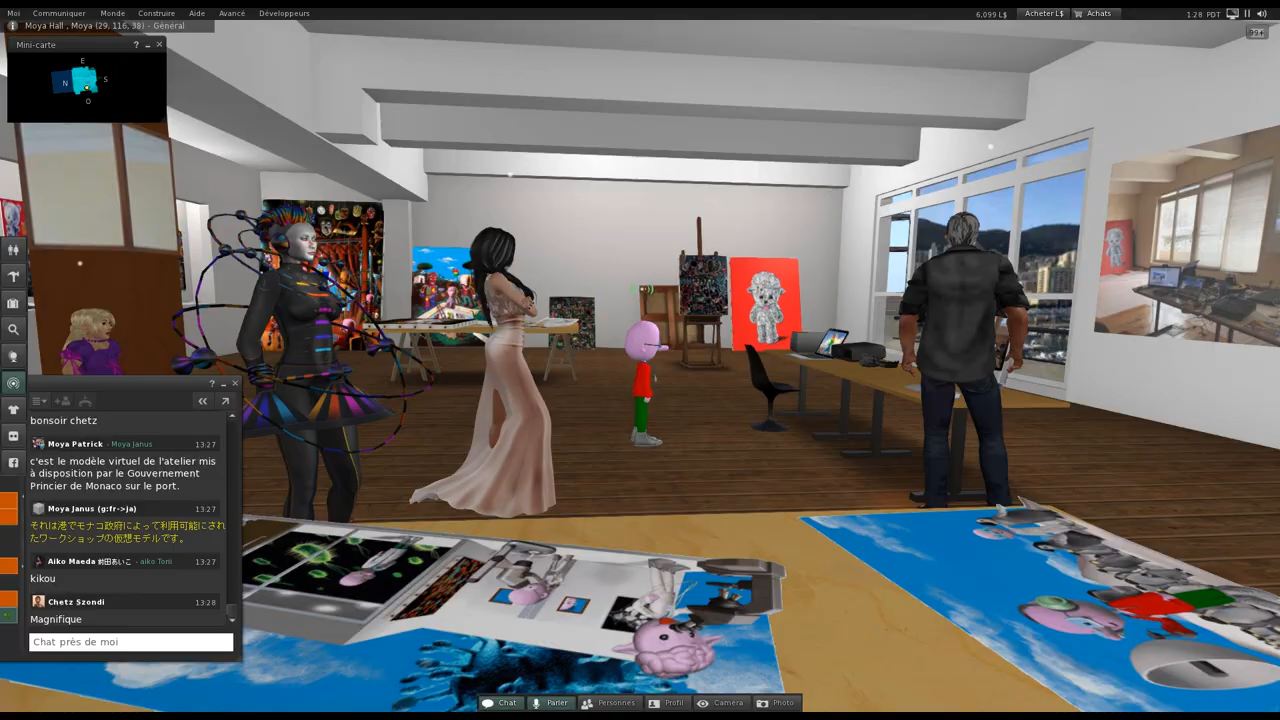 Moi Communiquer Monde Construire Aide Avancé Développeurs
6,099 L$ Acheter L$ Achats 1:28 PDT
Moya Hall , Moya (29, 116, 38) - Général
99+
Mini-carte ? _ ×
E
N S
O
? _ ×
bonsoir chetz
Moya Patrick - Moya Janus 13:27
c'est le modèle virtuel de l'atelier mis
à disposition par le Gouvernement
Princier de Monaco sur le port.
Moya Janus (g:fr->ja) 13:27
それは港でモナコ政府によって利用可能にされ
たワークショップの仮想モデルです。
Aiko Maeda 前田あいこ - aiko Torii 13:27
kikou
Chetz Szondi 13:28
Magnifique
Chat près de moi
Chat Parler Personnes Profil Caméra Photo